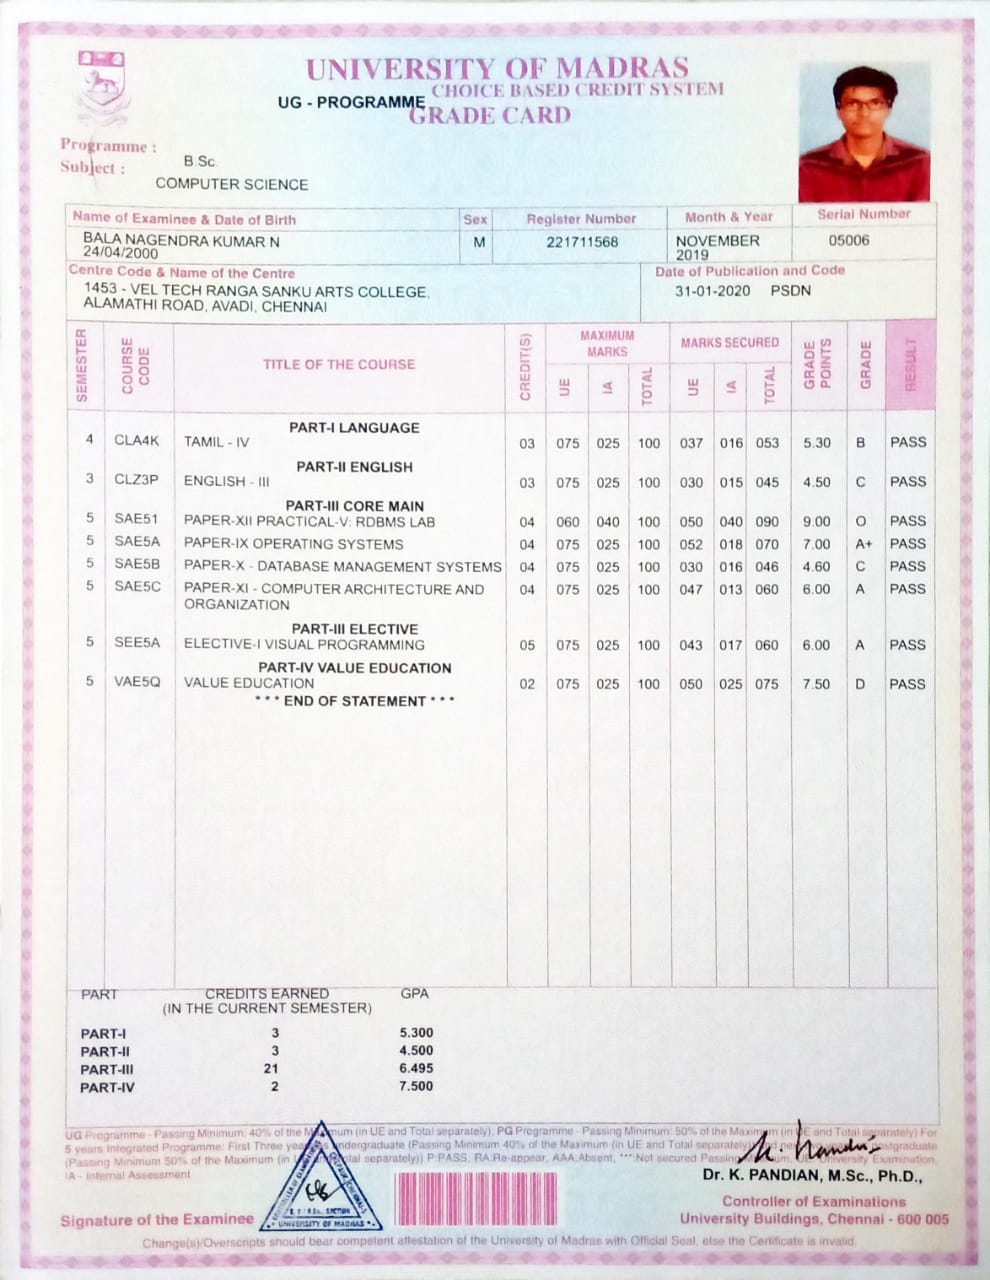 UNIVERSITY OF MADRAS
CHOICE BASED CREDIT SYSTEM
UG - PROGRAMME
GRADE CARD
Programme :
B.Sc.
Subject :
COMPUTER SCIENCE
Name of Examinee & Date of Birth Sex Register Number Month & Year Serial Number
BALA NAGENDRA KUMAR N M 221711568 NOVEMBER 05006
24/04/2000 2019
Centre Code & Name of the Centre Date of Publication and Code
1453 - VEL TECH RANGA SANKU ARTS COLLEGE, 31-01-2020 PSDN
ALAMATHI ROAD, AVADI, CHENNAI
SEMESTER COURSE CODE TITLE OF THE COURSE CREDIT(S) MAXIMUM MARKS MARKS SECURED GRADE POINTS GRADE RESULT
UE IA TOTAL UE IA TOTAL
PART-I LANGUAGE
4 CLA4K TAMIL - IV 03 075 025 100 037 016 053 5.30 B PASS
PART-II ENGLISH
3 CLZ3P ENGLISH - III 03 075 025 100 030 015 045 4.50 C PASS
PART-III CORE MAIN
5 SAE51 PAPER-XII PRACTICAL-V: RDBMS LAB 04 060 040 100 050 040 090 9.00 O PASS
5 SAE5A PAPER-IX OPERATING SYSTEMS 04 075 025 100 052 018 070 7.00 A+ PASS
5 SAE5B PAPER-X - DATABASE MANAGEMENT SYSTEMS 04 075 025 100 030 016 046 4.60 C PASS
5 SAE5C PAPER-XI - COMPUTER ARCHITECTURE AND 04 075 025 100 047 013 060 6.00 A PASS
ORGANIZATION
PART-III ELECTIVE
5 SEE5A ELECTIVE-I VISUAL PROGRAMMING 05 075 025 100 043 017 060 6.00 A PASS
PART-IV VALUE EDUCATION
5 VAE5Q VALUE EDUCATION 02 075 025 100 050 025 075 7.50 D PASS
* * * END OF STATEMENT * * *
PART CREDITS EARNED GPA
(IN THE CURRENT SEMESTER)
PART-I 3 5.300
PART-II 3 4.500
PART-III 21 6.495
PART-IV 2 7.500
UG Programme - Passing Minimum: 40% of the Maximum (in UE and Total separately), PG Programme - Passing Minimum: 50% of the Maximum (in UE and Total separately) For
5 years Integrated Programme: First Three years Undergraduate (Passing Minimum 40% of the Maximum (in UE and Total separately) Postgraduate
(Passing Minimum 50% of the Maximum (in Total separately)) P:PASS, RA:Re-appear, AAA:Absent, ***:Not secured Passing University Examination,
IA - Internal Assessment
Dr. K. PANDIAN, M.Sc., Ph.D.,
Controller of Examinations
Signature of the Examinee
UNIVERSITY OF MADRAS
University Buildings, Chennai - 600 005
Change(s)/Overscripts should bear competent attestation of the University of Madras with Official Seal, else the Certificate is invalid.